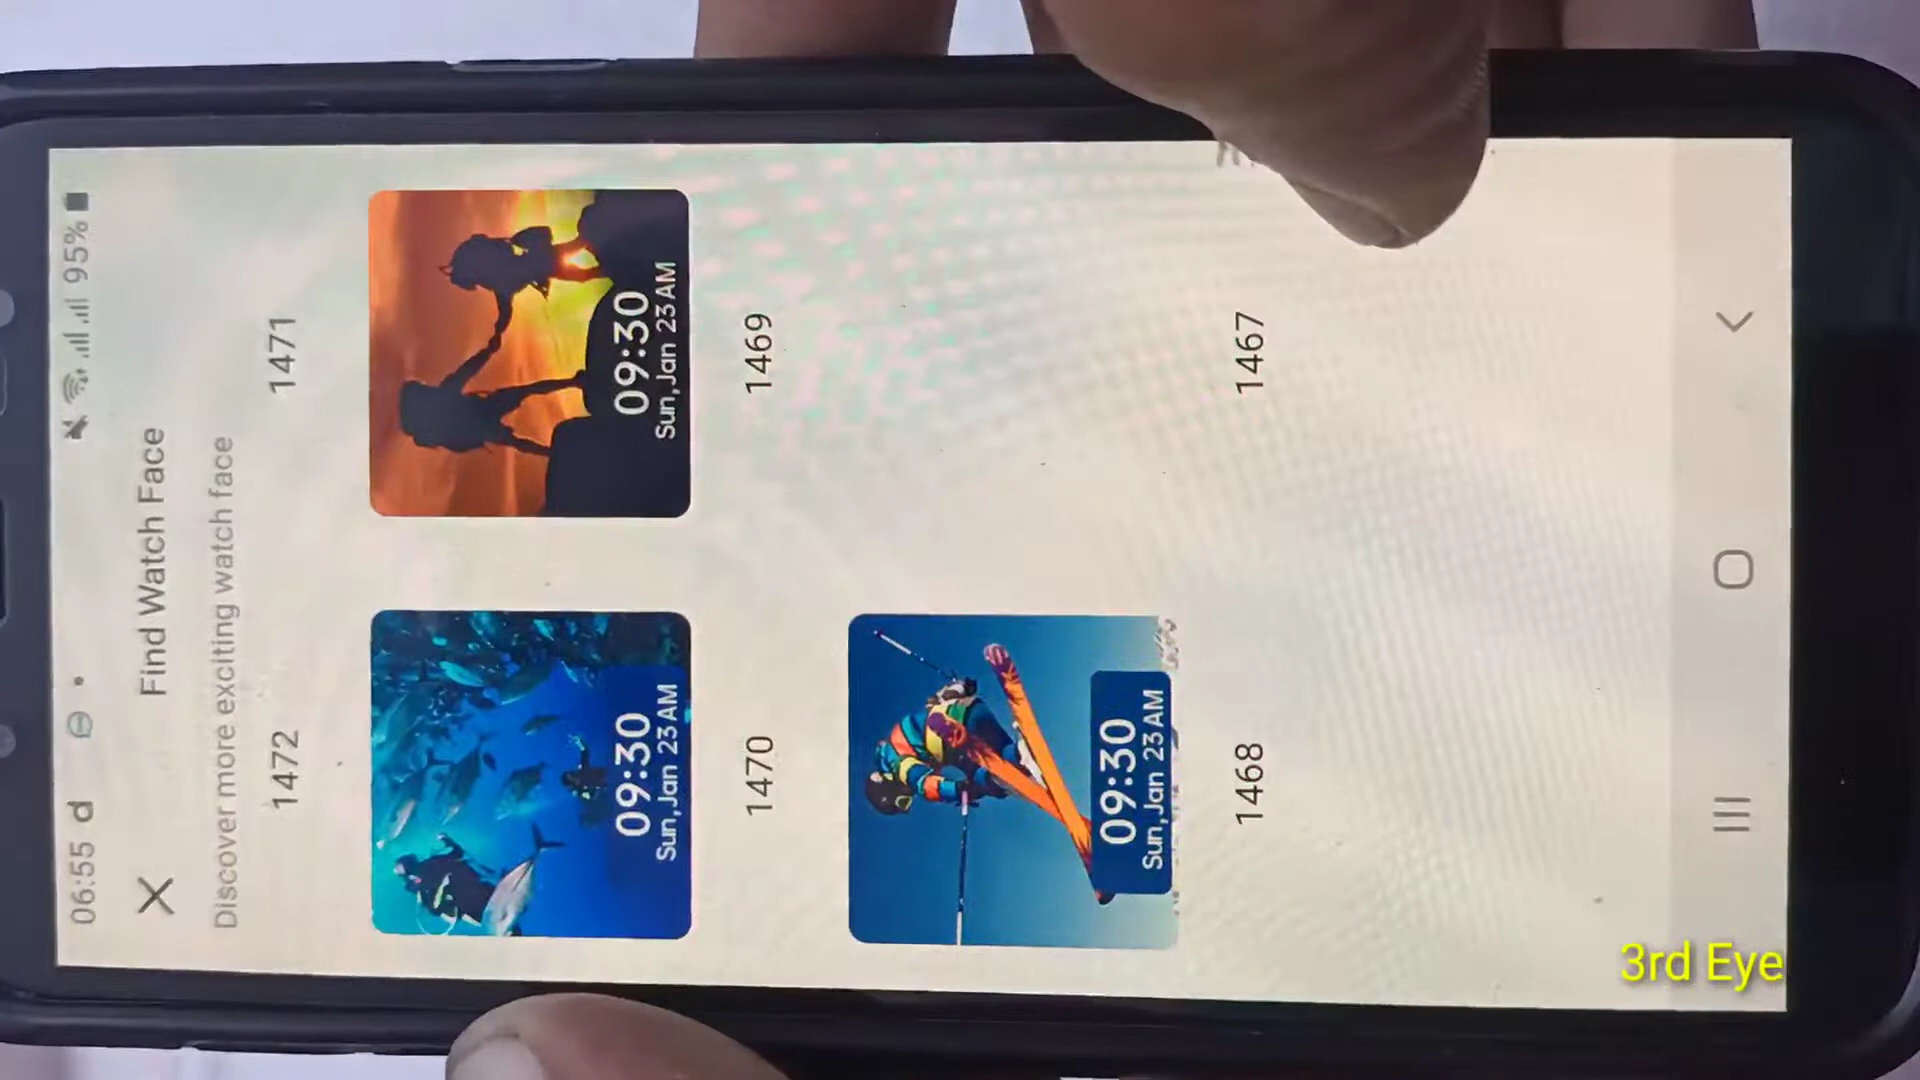 06:55 d
95%
Find Watch Face
Discover more exciting watch face
1472
1471
09:30
Sun,Jan 23 AM
09:30
Sun,Jan 23 AM
1470
1469
09:30
Sun,Jan 23 AM
1468
1467
3rd Eye